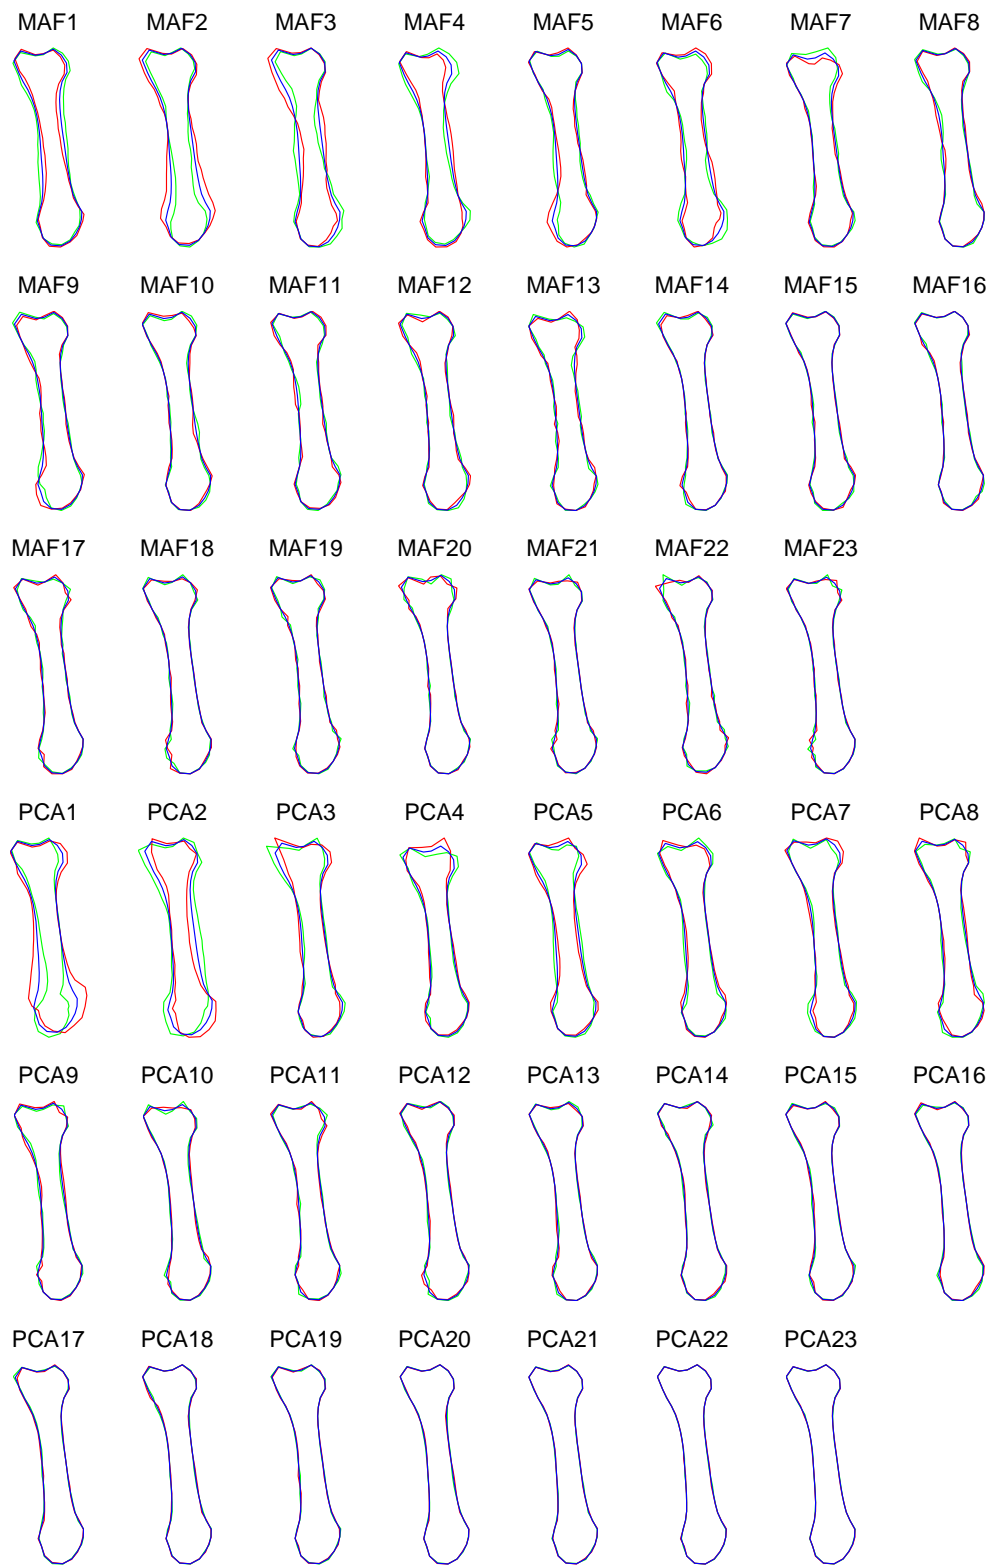 MAF1 MAF2 MAF3 MAF4 MAF5 MAF6 MAF7 MAF8
MAF9 MAF10 MAF11 MAF12 MAF13 MAF14 MAF15 MAF16
MAF17 MAF18 MAF19 MAF20 MAF21 MAF22 MAF23
PCA1 PCA2 PCA3 PCA4 PCA5 PCA6 PCA7 PCA8
PCA9 PCA10 PCA11 PCA12 PCA13 PCA14 PCA15 PCA16
PCA17 PCA18 PCA19 PCA20 PCA21 PCA22 PCA23